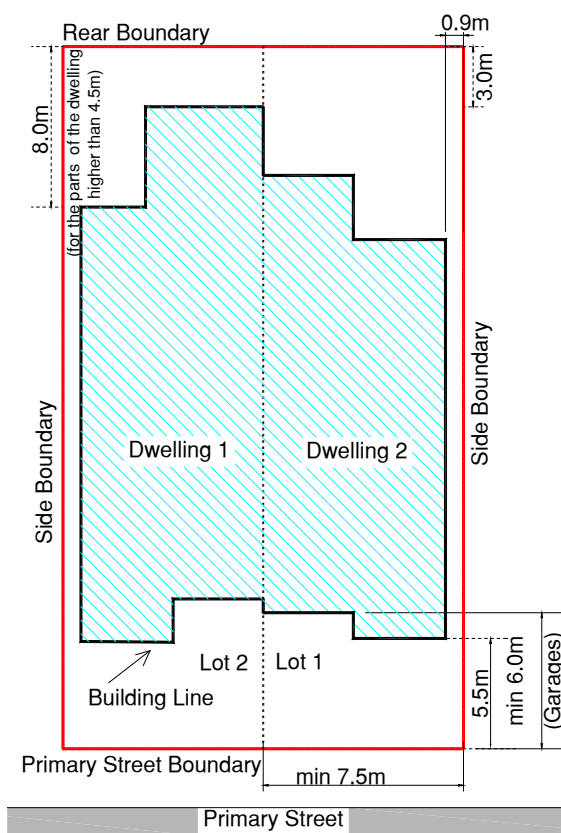 Rear Boundary
0.9m
8.0m
(for the parts of the dwelling
higher than 4.5m)
3.0m
Side Boundary
Side Boundary
Dwelling 1
Dwelling 2
Lot 2
Lot 1
Building Line
5.5m
min 6.0m
(Garages)
Primary Street Boundary
min 7.5m
Primary Street